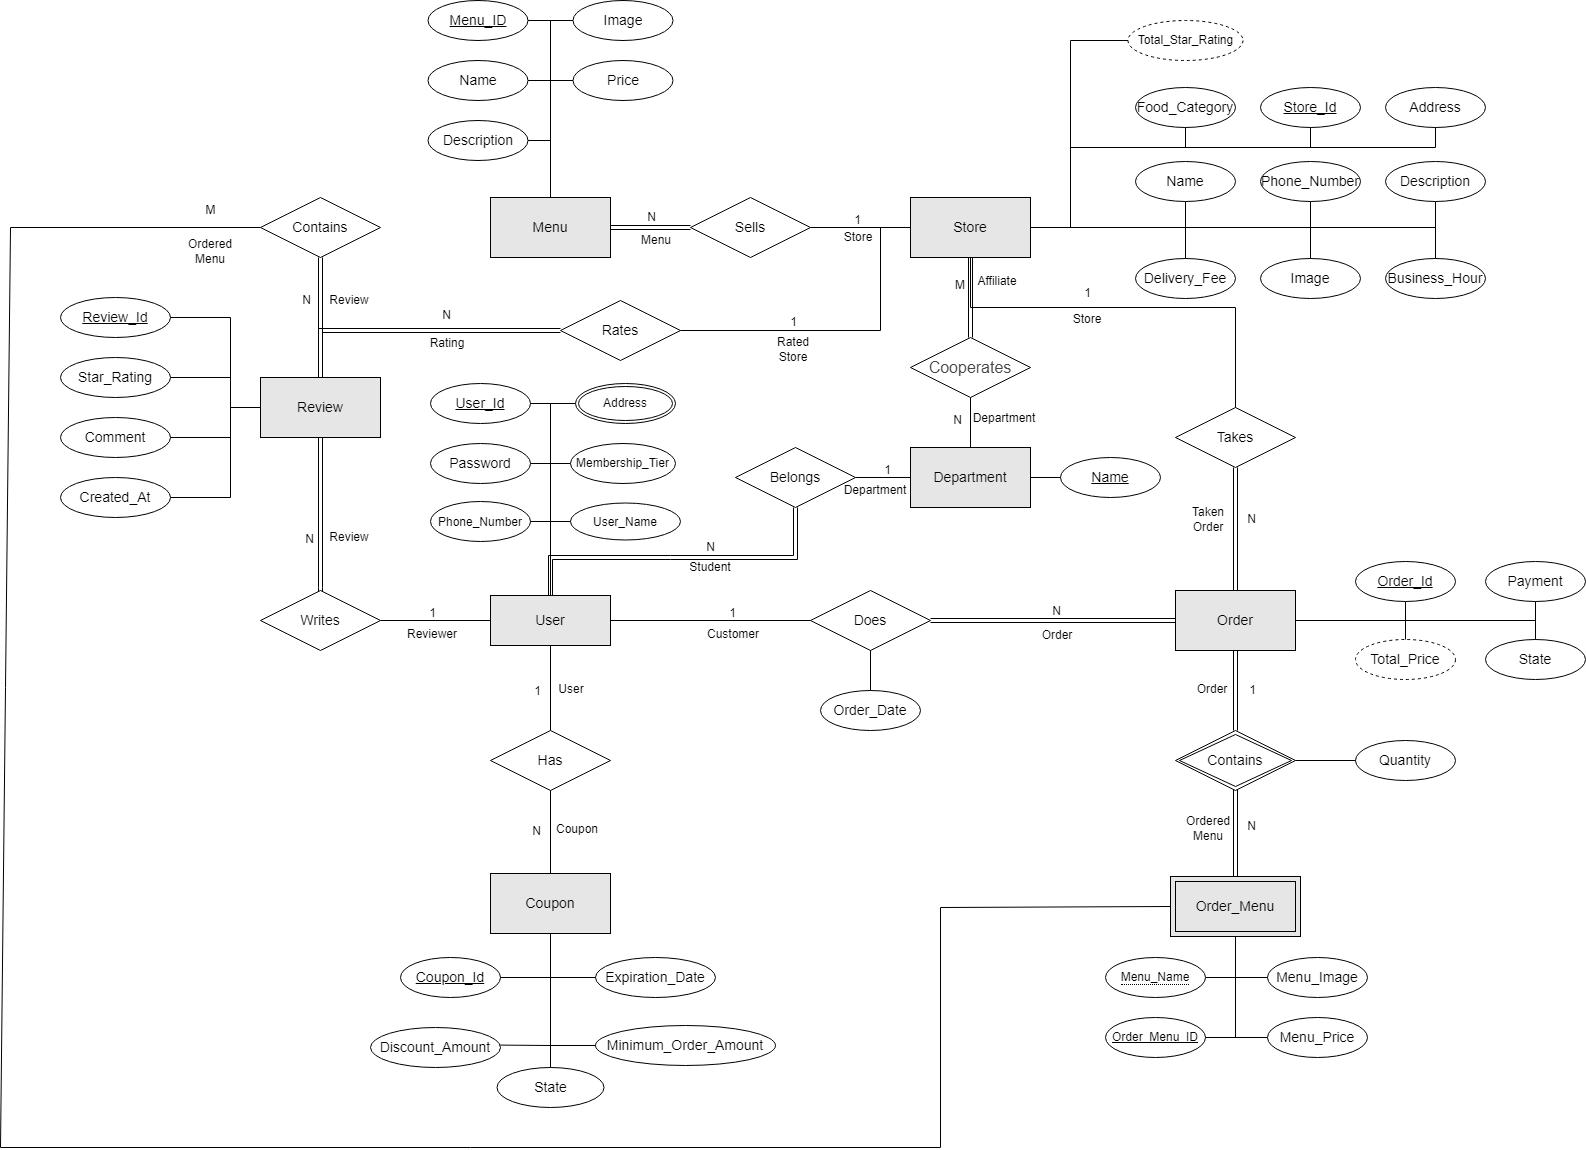 Menu_ID
Image
Name
Price
Description
Total_Star_Rating
Food_Category
Store_Id
Address
Name
Phone_Number
Description
Delivery_Fee
Image
Business_Hour
M
Ordered
Menu
Contains
Menu
N
Menu
Sells
1
Store
Store
N
Review
N
Rating
Rates
1
Rated
Store
M
Affiliate
1
Store
Review_Id
Star_Rating
Comment
Created_At
Review
User_Id
Address
Password
Membership_Tier
Phone_Number
User_Name
Cooperates
N
Department
Takes
Belongs
1
Department
Department
Name
N
Review
N
Student
Taken
Order
N
Writes
1
Reviewer
User
1
Customer
Does
N
Order
Order
Order_Id
Payment
Total_Price
State
Order_Date
1
User
Order
1
Has
Contains
Quantity
N
Coupon
Ordered
Menu
N
Coupon
Order_Menu
Coupon_Id
Expiration_Date
Discount_Amount
Minimum_Order_Amount
State
Menu_Name
Menu_Image
Order_Menu_ID
Menu_Price